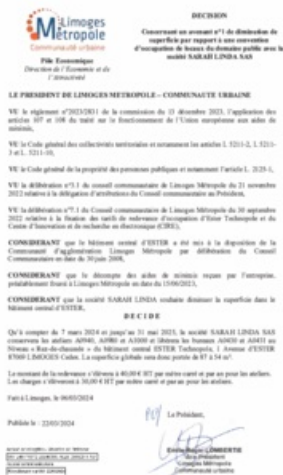 Limoges
Métropole
Communauté urbaine
Pôle Economique
Direction de l'Economie et de
l'Attractivité
DECISION
Concernant un avenant n°1 de diminution de
superficie par rapport à une convention
d'occupation de locaux du domaine public avec la
société SARAH LINDA SAS
LE PRESIDENT DE LIMOGES METROPOLE – COMMUNAUTE URBAINE
VU le règlement n°2023/2831 de la commission du 13 décembre 2023, l'application des
articles 107 et 108 du traité sur le fonctionnement de l'Union européenne aux aides de
minimis,
VU le Code général des collectivités territoriales et notamment les articles L 5211-2, L 5211-
9 et L 5211-10,
VU le Code général de la propriété des personnes publiques et notamment l'article L. 2125-1,
VU la délibération n°3.1 du conseil communautaire de Limoges Métropole du 21 novembre
2022 relative à la délégation d'attributions du Conseil communautaire au Président,
VU la délibération n°7.1 du Conseil communautaire de Limoges Métropole du 30 septembre
2022 relative à la fixation des tarifs de redevance d'occupation d'Ester Technopole et du
Centre d'Innovation et de recherche en électronique (CIRE),
CONSIDERANT que le bâtiment central d'ESTER a été mis à la disposition de la
Communauté d'agglomération Limoges Métropole par délibération du Conseil
Communautaire en date du 30 juin 2008,
CONSIDERANT que le décompte des aides de minimis reçues par l'entreprise,
préalablement fourni à Limoges Métropole en date du 15/06/2023,
CONSIDERANT que la société SARAH LINDA souhaite diminuer la superficie dans le
bâtiment central d'ESTER,
DECIDE
Qu'à compter du 7 mars 2024 et jusqu'au 31 mai 2025, la société SARAH LINDA SAS
conservera les ateliers A0940, A0980 et A1000 et libérera les bureaux A0430 et A0431 au
Niveau « Rez-de-chaussée » du bâtiment central ESTER Technopole, 1 Avenue d'ESTER
87069 LIMOGES Cedex. La superficie globale sera donc portée de 87 à 54 m².
Le montant de la redevance s'élèvera à 40,00 € HT par mètre carré et par an pour les ateliers.
Les charges s'élèveront à 30,00 € HT par mètre carré et par an pour les ateliers.
Fait à Limoges, le 06/03/2024
Publiée le : 22/03/2024
Le Président,
LOMBERTIE
Vice-Président
Limoges Métropole
Communauté urbaine